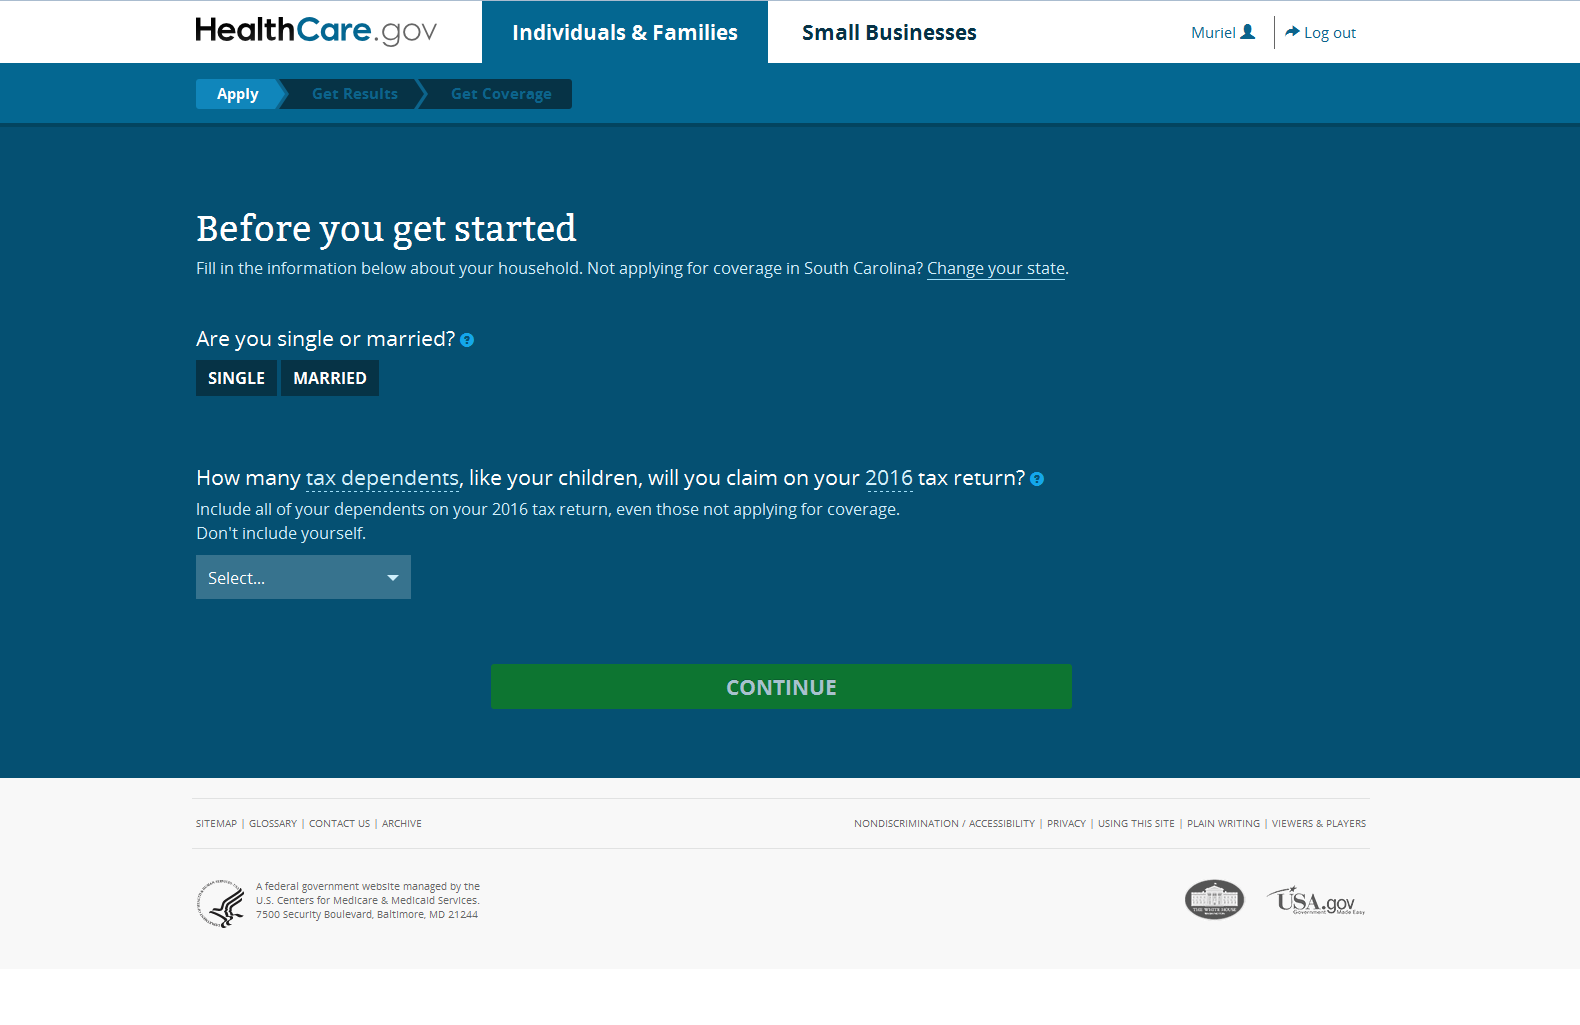 HealthCare.gov
Individuals & Families
Small Businesses
Muriel
Log out
Apply
Get Results
Get Coverage
Before you get started
Fill in the information below about your household. Not applying for coverage in South Carolina? Change your state.
Are you single or married? ?
SINGLE
MARRIED
How many tax dependents, like your children, will you claim on your 2016 tax return? ?
Include all of your dependents on your 2016 tax return, even those not applying for coverage.
Don't include yourself.
Select...
CONTINUE
SITEMAP | GLOSSARY | CONTACT US | ARCHIVE
NONDISCRIMINATION / ACCESSIBILITY | PRIVACY | USING THIS SITE | PLAIN WRITING | VIEWERS & PLAYERS
A federal government website managed by the
U.S. Centers for Medicare & Medicaid Services.
7500 Security Boulevard, Baltimore, MD 21244
THE WHITE HOUSE
USA.gov
Government Made Easy